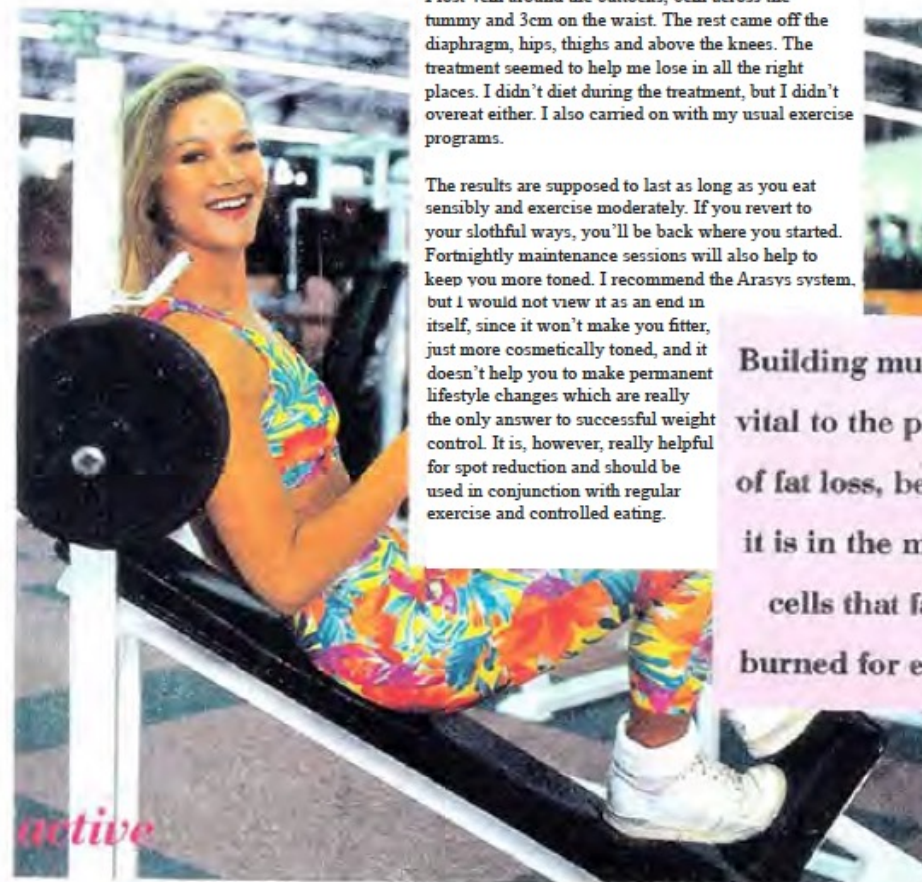 tummy and 3cm on the waist. The rest came off the
diaphragm, hips, thighs and above the knees. The
treatment seemed to help me lose in all the right
places. I didn't diet during the treatment, but I didn't
overeat either. I also carried on with my usual exercise
programs.
The results are supposed to last as long as you eat
sensibly and exercise moderately. If you revert to
your slothful ways, you'll be back where you started.
Fortnightly maintenance sessions will also help to
keep you more toned. I recommend the Arasys system,
but I would not view it as an end in
itself, since it won't make you fitter,
just more cosmetically toned, and it
doesn't help you to make permanent
lifestyle changes which are really
the only answer to successful weight
control. It is, however, really helpful
for spot reduction and should be
used in conjunction with regular
exercise and controlled eating.
Building
vital to the
of fat loss,
it is in the
cells that
burned for
active